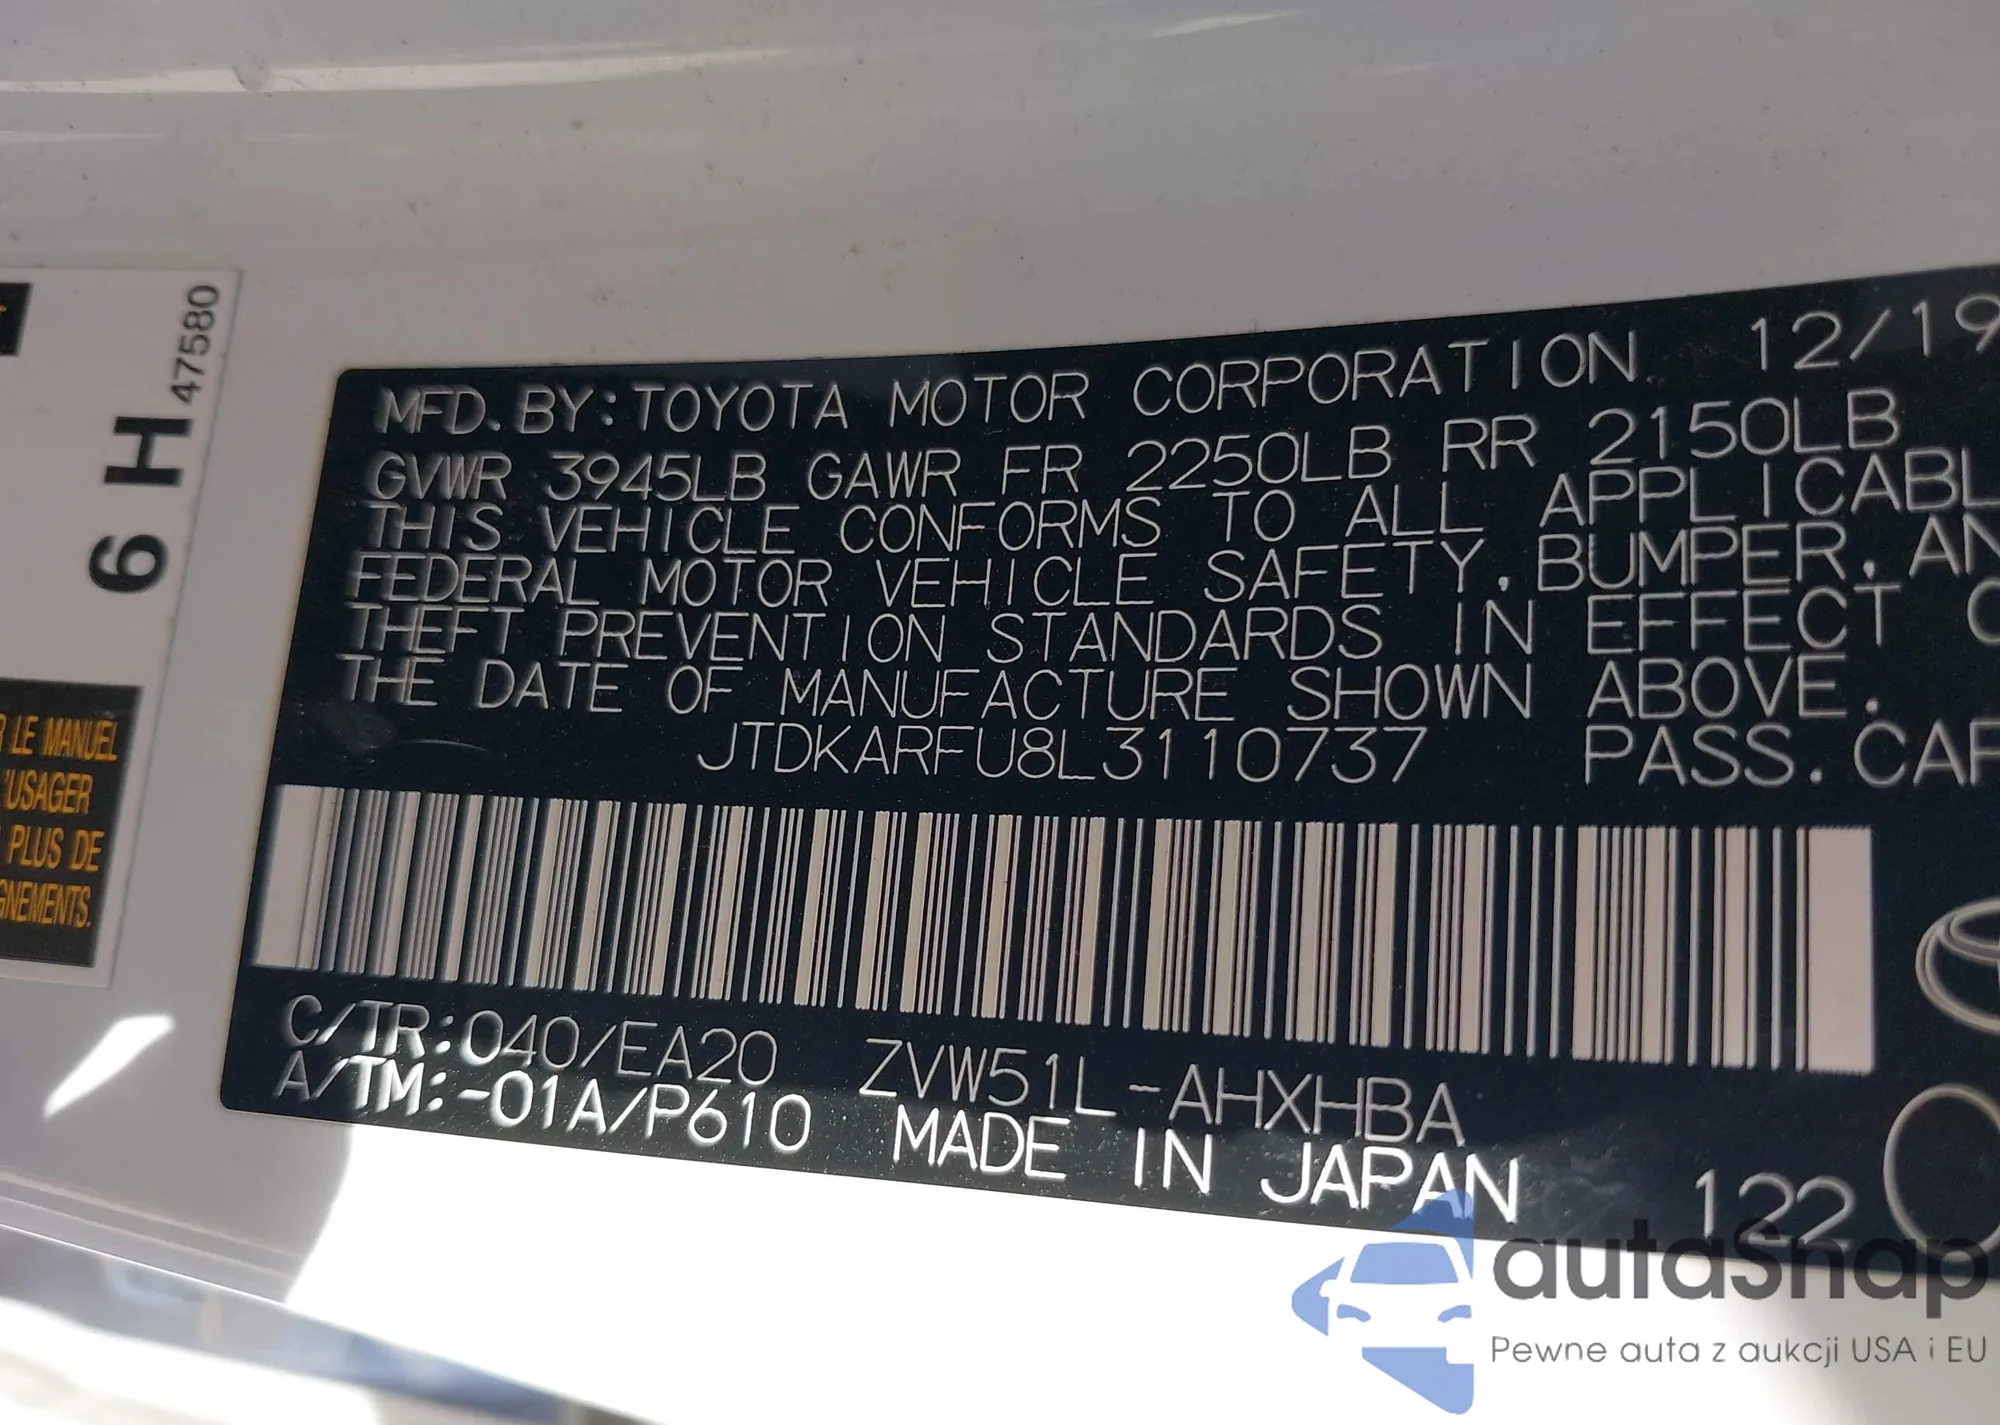 47580
6 H
R LE MANUEL
'USAGER
PLUS DE
GNEMENTS.
MFD. BY: TOYOTA MOTOR CORPORATION 12/19
GVWR 3945LB GAWR FR 2250LB RR 2150LB
THIS VEHICLE CONFORMS TO ALL APPLICABL
FEDERAL MOTOR VEHICLE SAFETY, BUMPER, AN
THEFT PREVENTION STANDARDS IN EFFECT O
THE DATE OF MANUFACTURE SHOWN ABOVE.
JTDKARFU8L3110737 PASS. CAR
C/TR:040/EA20 ZVW51L-AHXHBA
A/TM:-01A/P610 MADE IN JAPAN 122
autaSnap
Pewne auta z aukcji USA i EU